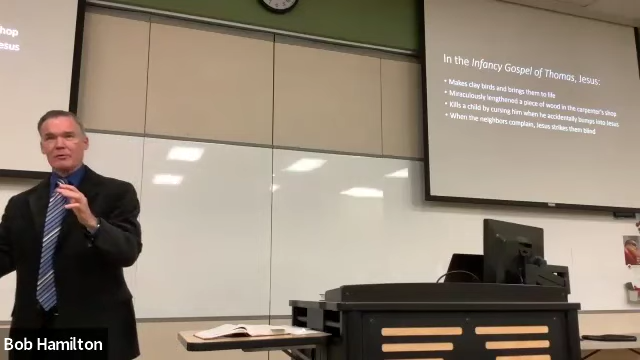 hop
esus
In the Infancy Gospel of Thomas, Jesus:
• Makes clay birds and brings them to life
• Miraculously lengthened a piece of wood in the carpenter's shop
• Kills a child by cursing him when he accidentally bumps into Jesus
• When the neighbors complain, Jesus strikes them blind
Bob Hamilton